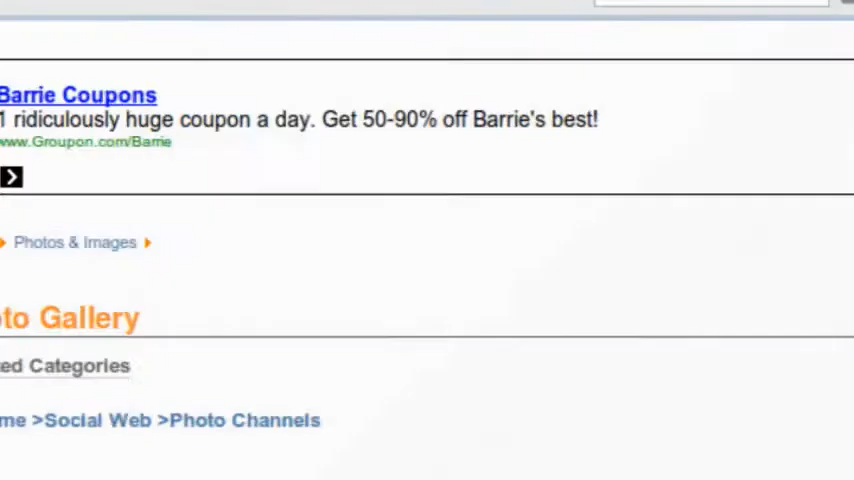 Barrie Coupons
1 ridiculously huge coupon a day. Get 50-90% off Barrie's best!
www.Groupon.com/Barrie
Photos & Images
to Gallery
ed Categories
me >Social Web >Photo Channels